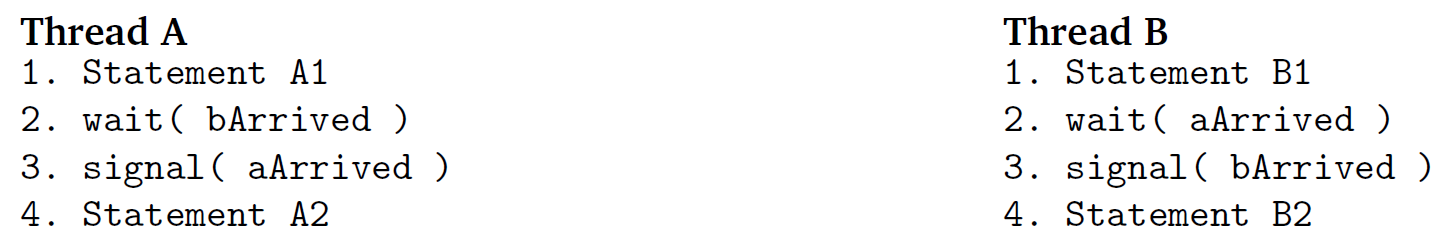 Thread A
1. Statement A1
2. wait( bArrived )
3. signal( aArrived )
4. Statement A2
Thread B
1. Statement B1
2. wait( aArrived )
3. signal( bArrived )
4. Statement B2